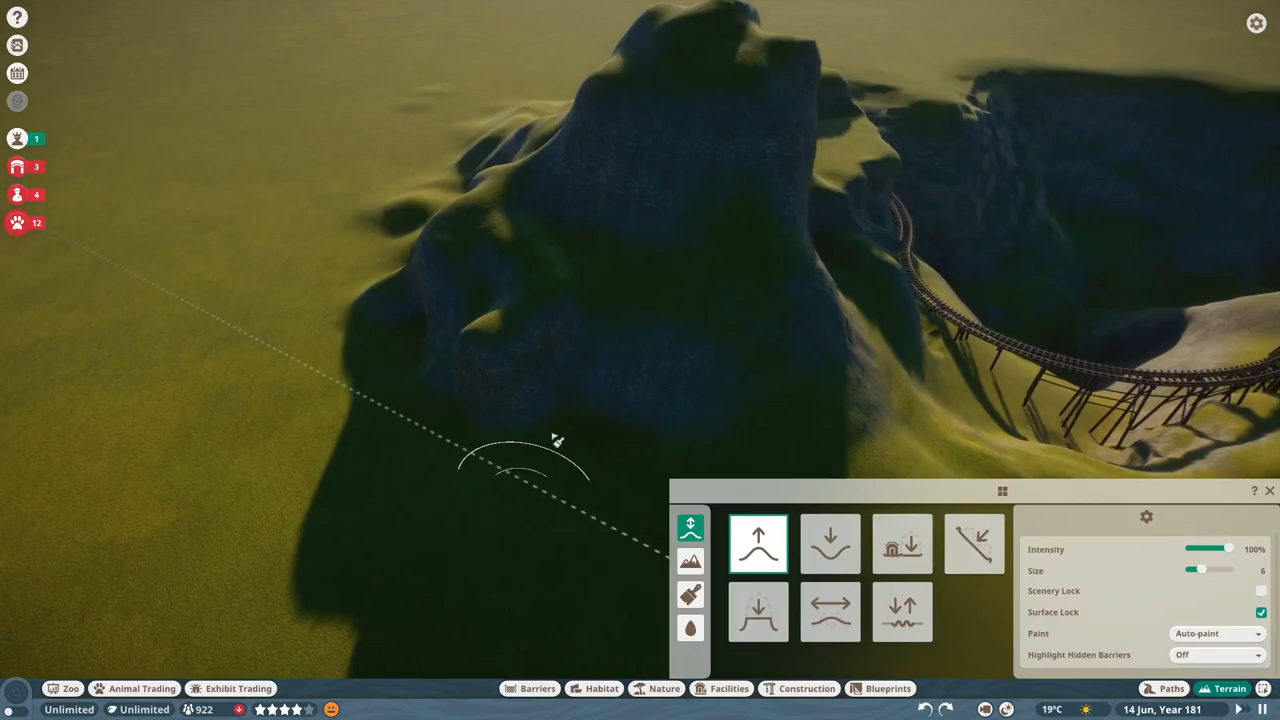 ?
1
3
4
12
? 
Intensity 100%
Size 6
Scenery Lock
Surface Lock
Paint Auto-paint
Highlight Hidden Barriers Off
Zoo Animal Trading Exhibit Trading Barriers Habitat Nature Facilities Construction Blueprints Paths Terrain
Unlimited Unlimited 922 19°C 14 Jun, Year 181